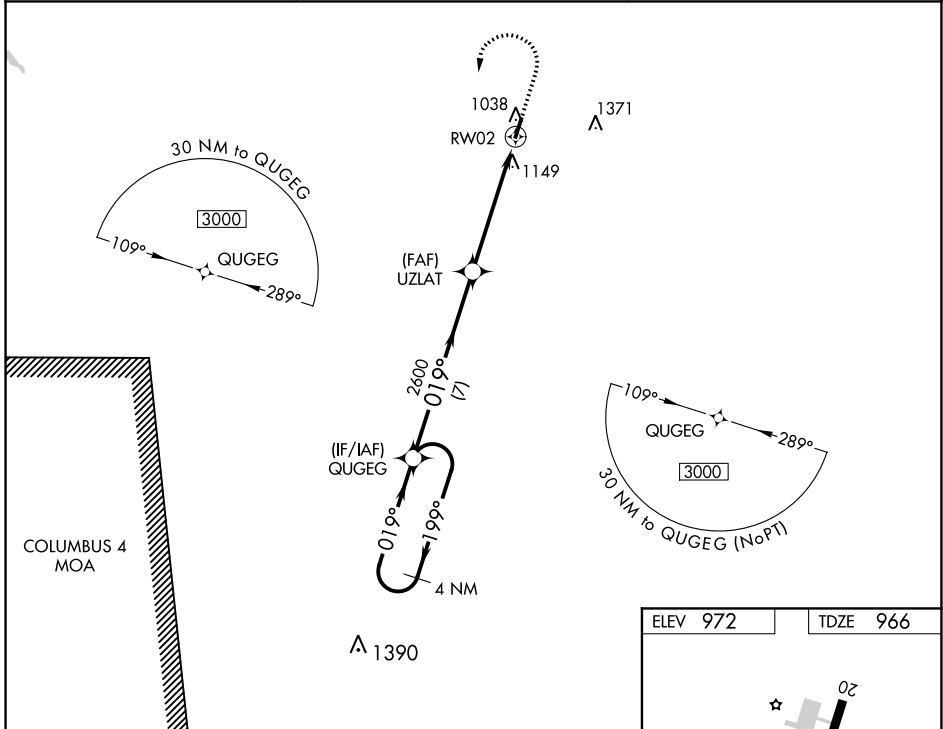 1038
1371
RW02
1149
30 NM to QUGEG
3000
109°
QUGEG
289°
(FAF)
UZLAT
2600
019°
(7)
(IF/IAF)
QUGEG
019°
199°
4 NM
109°
QUGEG
289°
3000
30 NM to QUGEG (NoPT)
COLUMBUS 4
MOA
1390
ELEV 972
TDZE 966
20